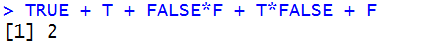 > TRUE + T + FALSE*F + T*FALSE + F
[1] 2